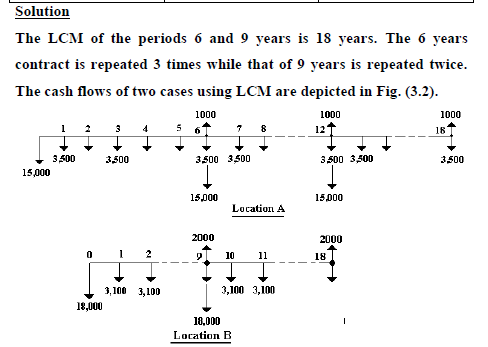 Solution
The LCM of the periods 6 and 9 years is 18 years. The 6 years
contract is repeated 3 times while that of 9 years is repeated twice.
The cash flows of two cases using LCM are depicted in Fig. (3.2).
1000 1000 1000
1 2 3 4 5 6 7 8 12 18
3,500 3,500 3,500 3,500 3,500 3,500 3,500
15,000
15,000 15,000
Location A
2000 2000
0 1 2 9 10 11 18
3,100 3,100 3,100 3,100
18,000
18,000
Location B